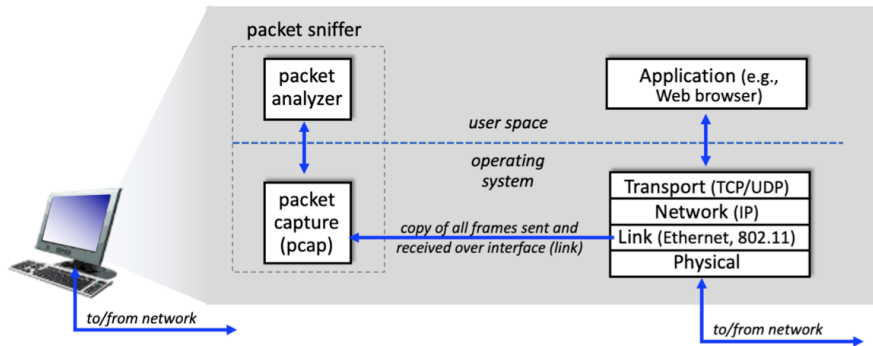 packet sniffer
packet
analyzer
Application (e.g.,
Web browser)
user space
operating
system
packet
capture
(pcap)
copy of all frames sent and
received over interface (link)
Transport (TCP/UDP)
Network (IP)
Link (Ethernet, 802.11)
Physical
to/from network
to/from network